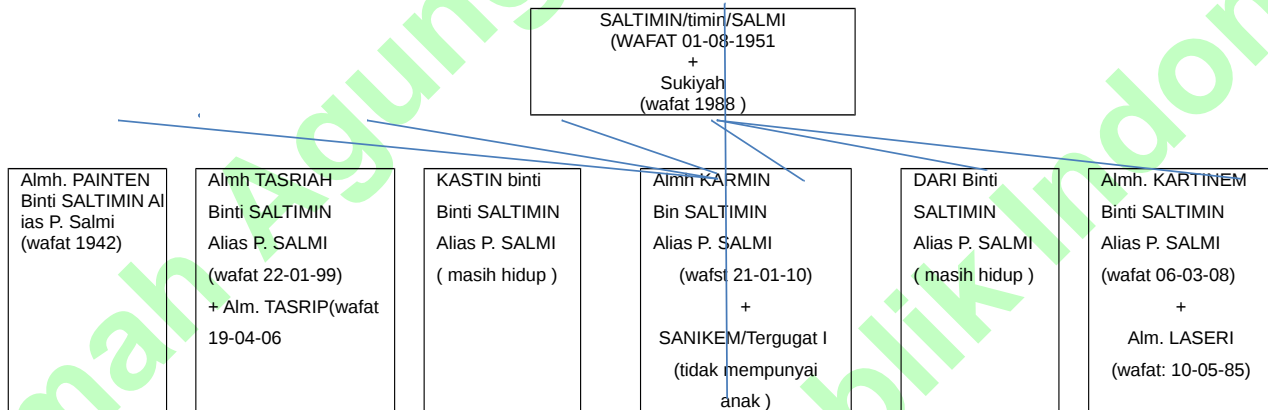 SALTIMIN/timin/SALMI
(WAFAT 01-08-1951
+
Sukiyah
(wafat 1988 )
Almh. PAINTEN
Binti SALTIMIN Al
ias P. Salmi
(wafat 1942)
Almh TASRIAH
Binti SALTIMIN
Alias P. SALMI
(wafat 22-01-99)
+ Alm. TASRIP(wafat
19-04-06
KASTIN binti
Binti SALTIMIN
Alias P. SALMI
( masih hidup )
Almh KARMIN
Bin SALTIMIN
Alias P. SALMI
(wafst 21-01-10)
+
SANIKEM/Tergugat I
(tidak mempunyai
anak )
DARI Binti
SALTIMIN
Alias P. SALMI
( masih hidup )
Almh. KARTINEM
Binti SALTIMIN
Alias P. SALMI
(wafat 06-03-08)
+
Alm. LASERI
(wafat: 10-05-85)
mah Agung
blik Indon